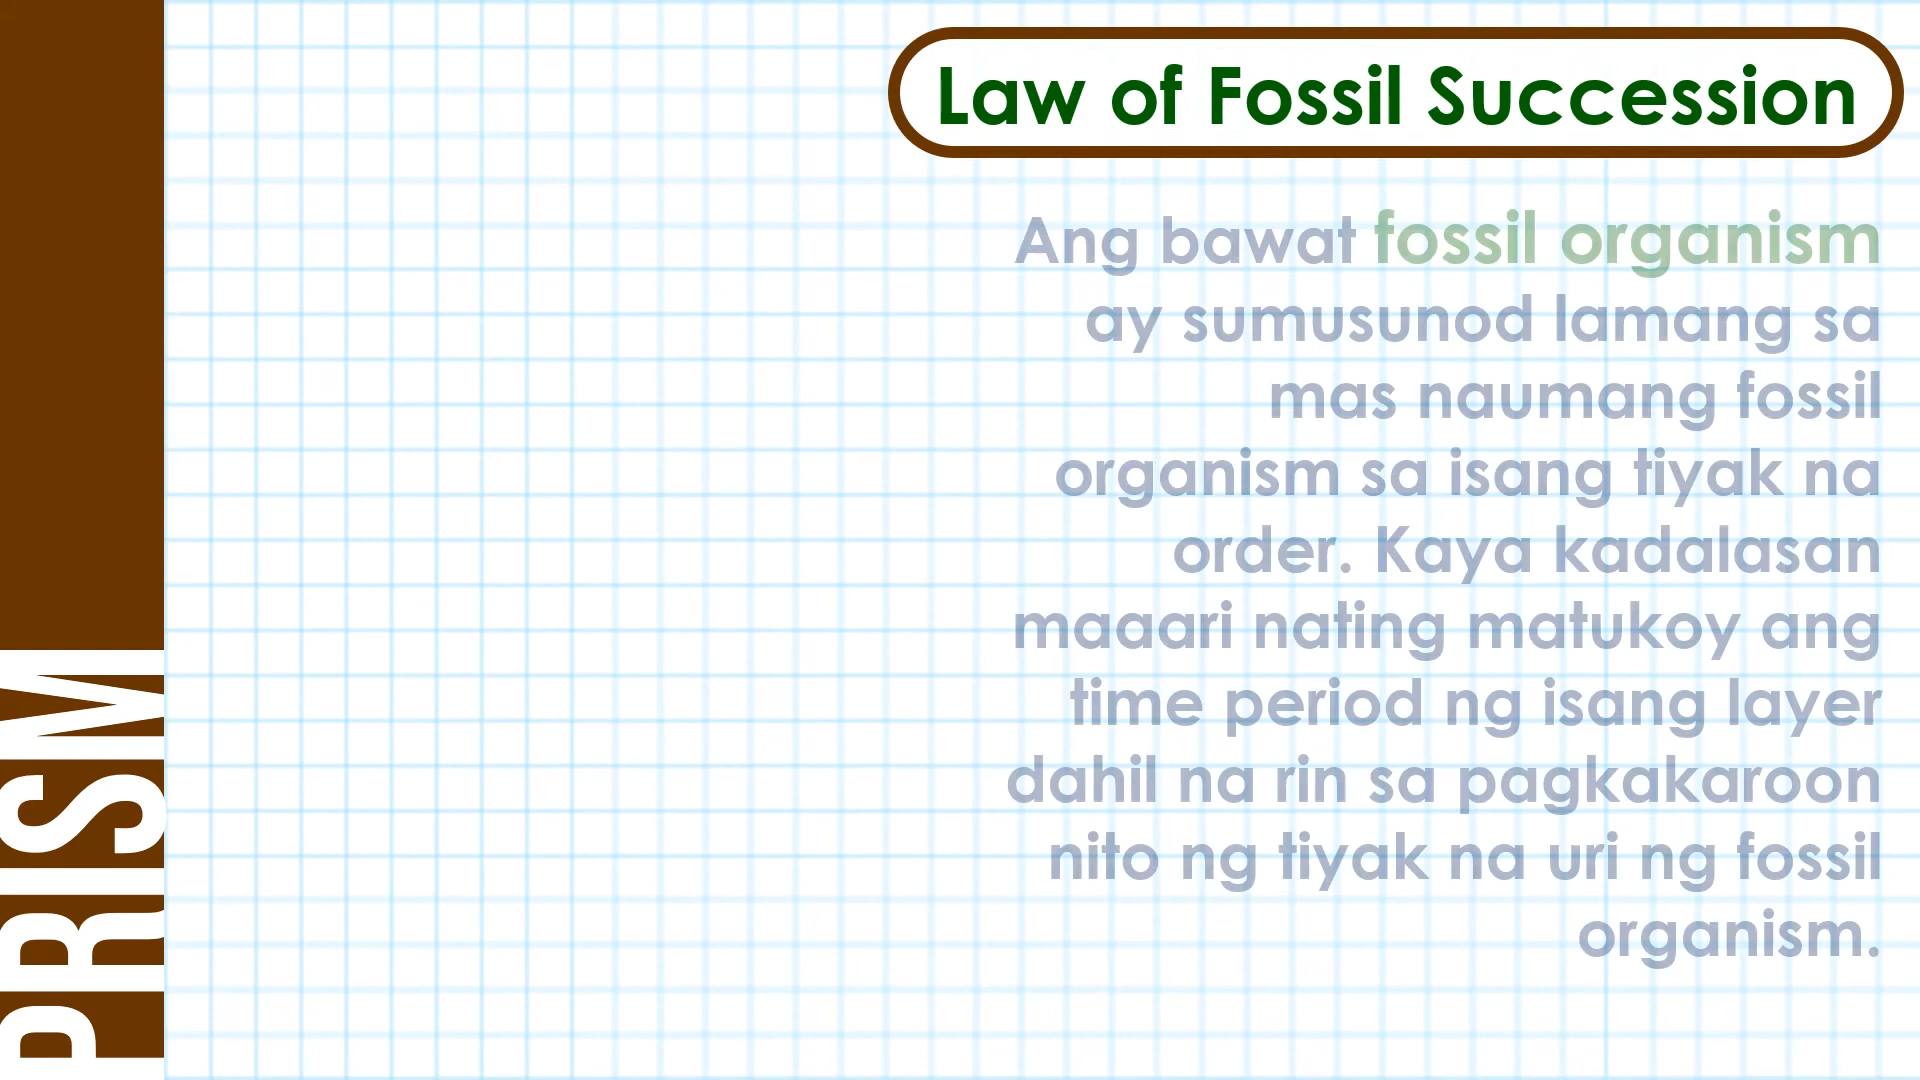 Law of Fossil Succession
Ang bawat fossil organism
ay sumusunod lamang sa
mas naumang fossil
organism sa isang tiyak na
order. Kaya kadalasan
maaari nating matukoy ang
time period ng isang layer
dahil na rin sa pagkakaroon
nito ng tiyak na uri ng fossil
organism.
PRISM